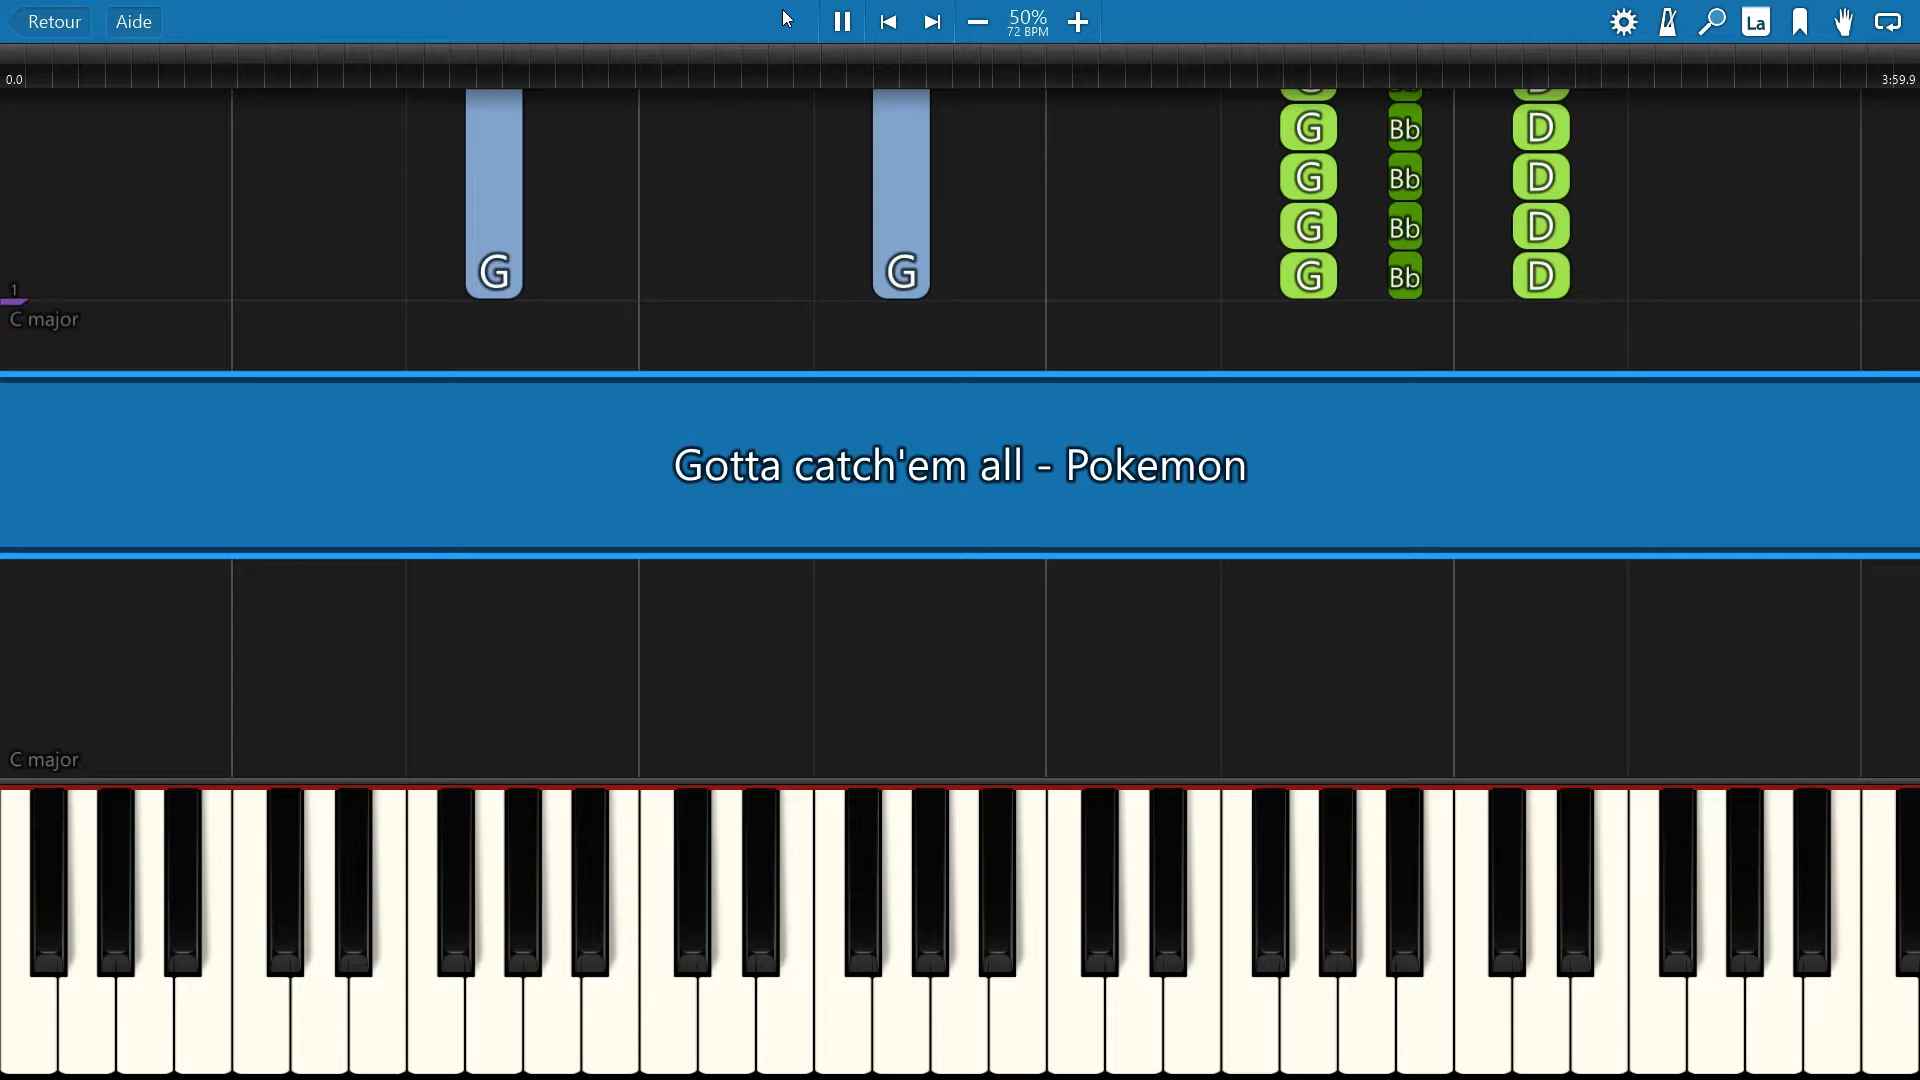 Retour Aide 50% La
72 BPM
0.0 3:59.9
G Bb D
G Bb D
G Bb D
G G G Bb D
1
C major
Gotta catch'em all - Pokemon
C major